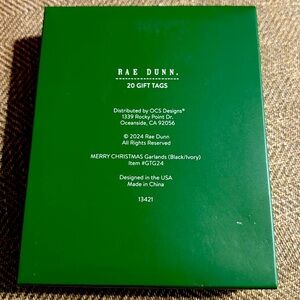 RAE DUNN.
20 GIFT TAGS
Distributed by OCS Designs®
1339 Rocky Point Dr.
Oceanside, CA 92056
© 2024 Rae Dunn
All Rights Reserved
MERRY CHRISTMAS Garlands (Black/Ivory)
Item #GTG24
Designed in the USA
Made in China
13421